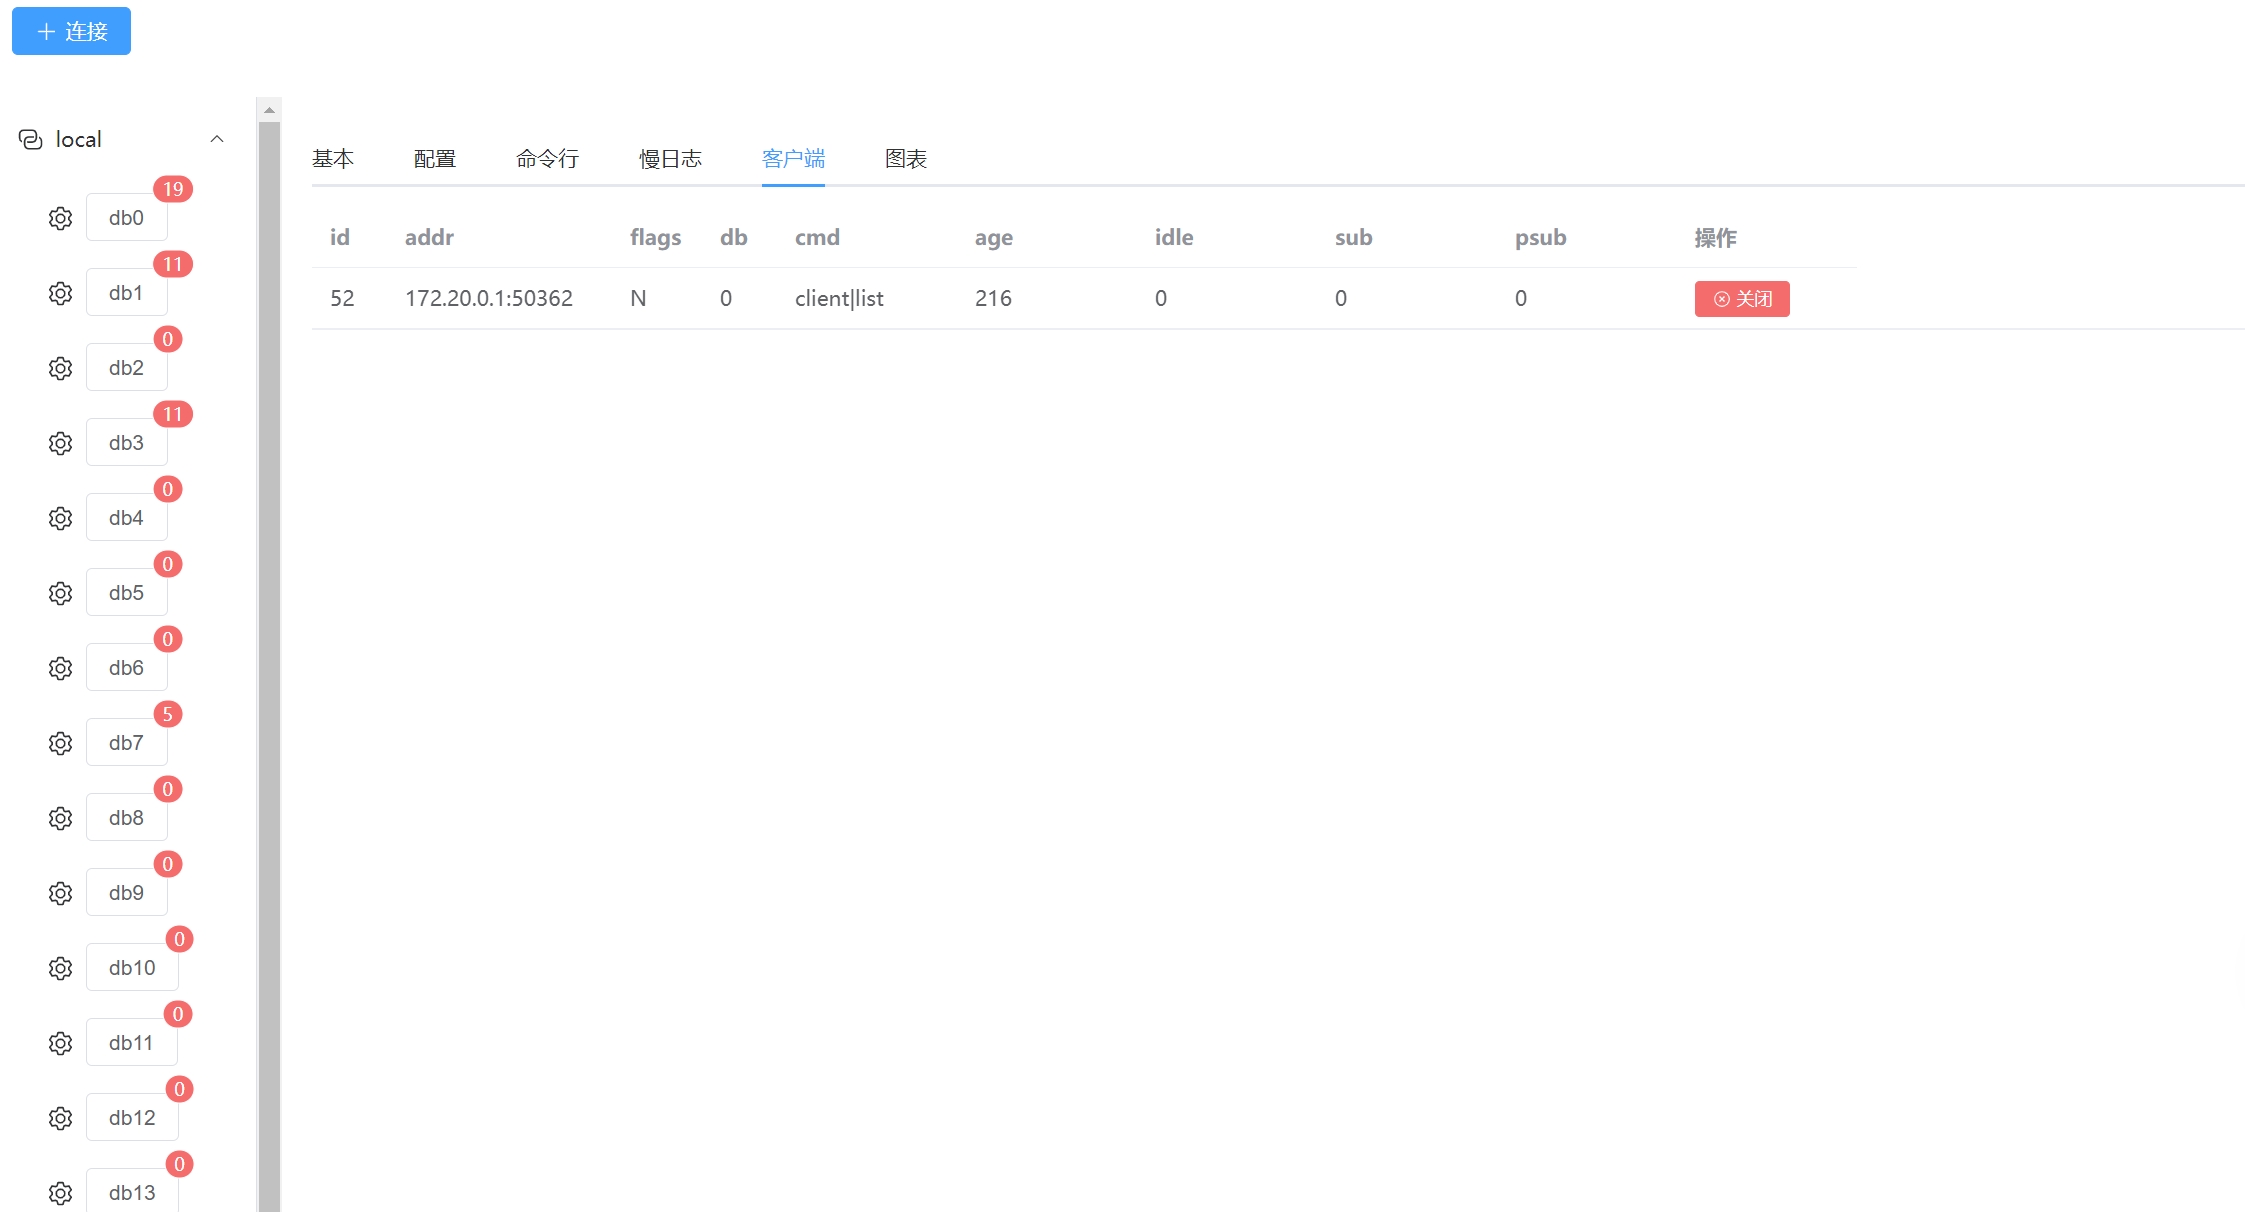 连接
local
19
db0
11
db1
0
db2
11
db3
0
db4
0
db5
0
db6
5
db7
0
db8
0
db9
0
db10
0
db11
0
db12
0
db13
基本 配置 命令行 慢日志 客户端 图表
id addr flags db cmd age idle sub psub 操作
52 172.20.0.1:50362 N 0 client|list 216 0 0 0 关闭